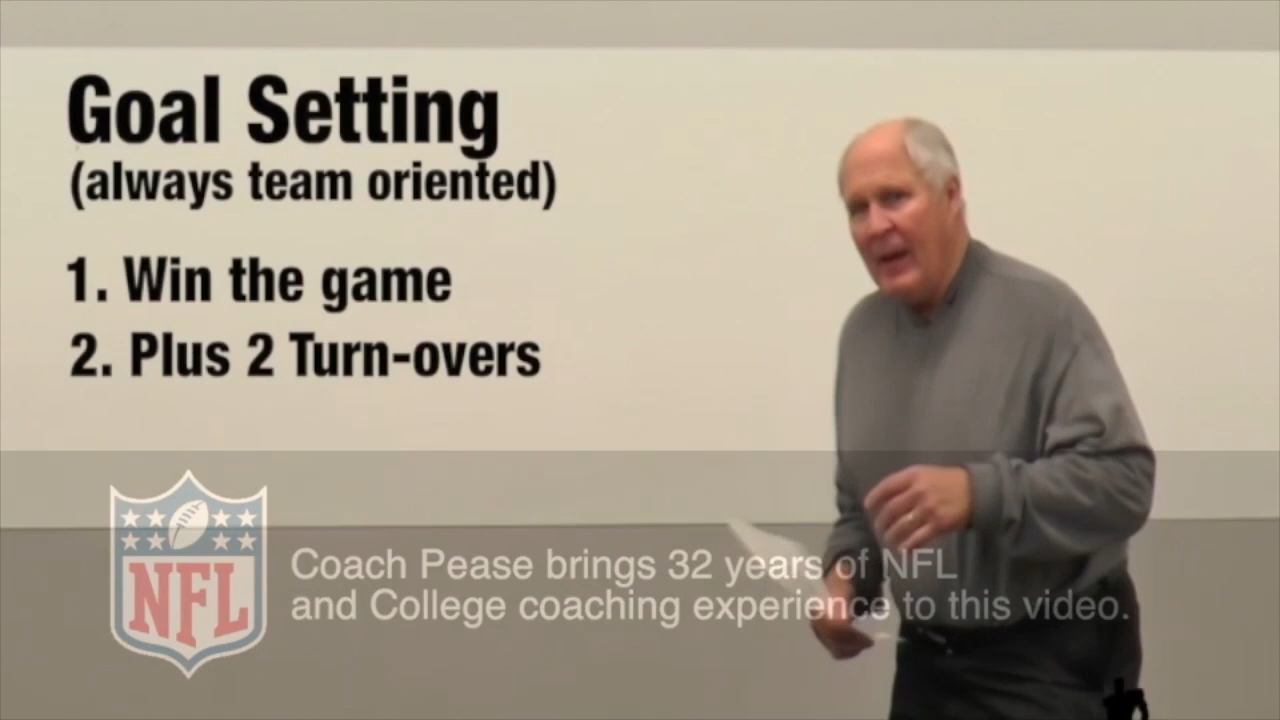 Goal Setting
(always team oriented)
1. Win the game
2. Plus 2 Turn-overs
NFL
Coach Pease brings 32 years of NFL
and College coaching experience to this video.